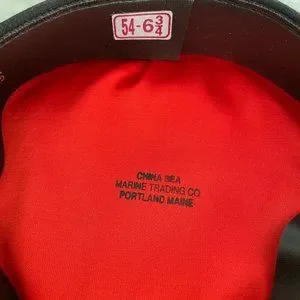 54-6¾
CHINA SEA
MARINE TRADING CO
PORTLAND MAINE